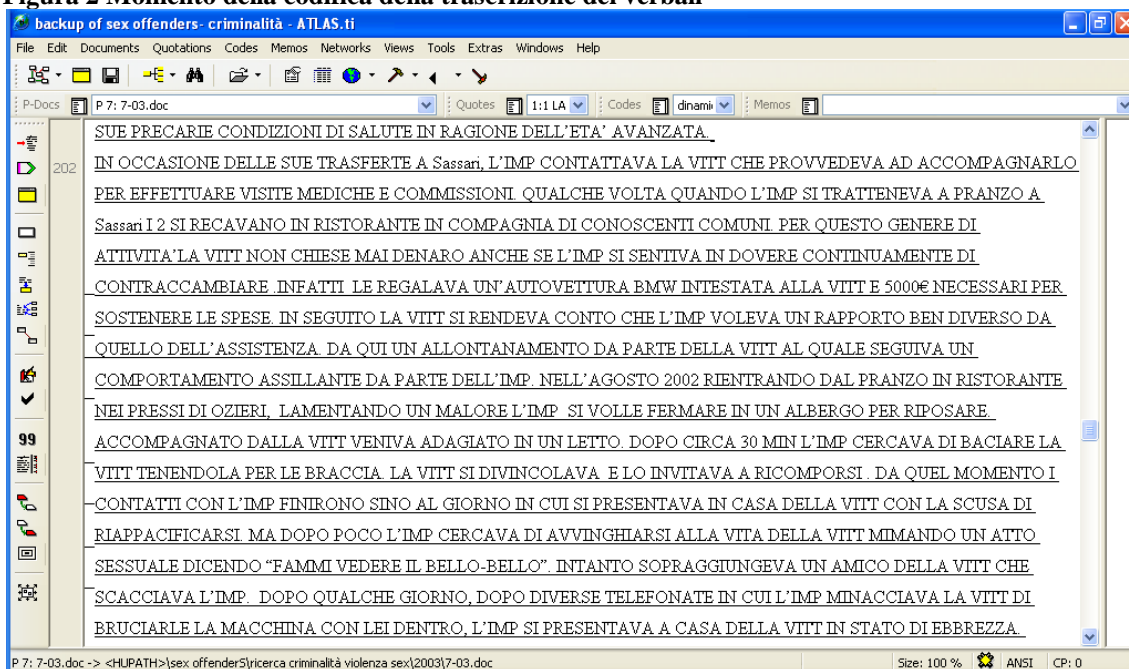 Figura 2 Momento della codifica della trascrizione dei verbali
backup of sex offenders- criminalità - ATLAS.ti
File Edit Documents Quotations Codes Memos Networks Views Tools Extras Windows Help
P-Docs P 7: 7-03.doc Quotes 1:1 LA Codes dinami Memos
SUE PRECARIE CONDIZIONI DI SALUTE IN RAGIONE DELL'ETA' AVANZATA.
202 IN OCCASIONE DELLE SUE TRASFERTE A Sassari, L'IMP CONTATTAVA LA VITT CHE PROVVEDEVA AD ACCOMPAGNARLO
PER EFFETTUARE VISITE MEDICHE E COMMISSIONI. QUALCHE VOLTA QUANDO L'IMP SI TRATTENEVA A PRANZO A
Sassari I 2 SI RECAVANO IN RISTORANTE IN COMPAGNIA DI CONOSCENTI COMUNI. PER QUESTO GENERE DI
ATTIVITA'LA VITT NON CHIESE MAI DENARO ANCHE SE L'IMP SI SENTIVA IN DOVERE CONTINUAMENTE DI
CONTRACCAMBIARE .INFATTI LE REGALAVA UN'AUTOVETTURA BMW INTESTATA ALLA VITT E 5000€ NECESSARI PER
SOSTENERE LE SPESE. IN SEGUITO LA VITT SI RENDEVA CONTO CHE L'IMP VOLEVA UN RAPPORTO BEN DIVERSO DA
QUELLO DELL'ASSISTENZA. DA QUI UN ALLONTANAMENTO DA PARTE DELLA VITT AL QUALE SEGUIVA UN
COMPORTAMENTO ASSILLANTE DA PARTE DELL'IMP. NELL'AGOSTO 2002 RIENTRANDO DAL PRANZO IN RISTORANTE
NEI PRESSI DI OZIERI, LAMENTANDO UN MALORE L'IMP SI VOLLE FERMARE IN UN ALBERGO PER RIPOSARE.
ACCOMPAGNATO DALLA VITT VENIVA ADAGIATO IN UN LETTO. DOPO CIRCA 30 MIN L'IMP CERCAVA DI BACIARE LA
VITT TENENDOLA PER LE BRACCIA. LA VITT SI DIVINCOLAVA E LO INVITAVA A RICOMPORSI . DA QUEL MOMENTO I
CONTATTI CON L'IMP FINIRONO SINO AL GIORNO IN CUI SI PRESENTAVA IN CASA DELLA VITT CON LA SCUSA DI
RIAPPACIFICARSI. MA DOPO POCO L'IMP CERCAVA DI AVVINGHIARSI ALLA VITA DELLA VITT MIMANDO UN ATTO
SESSUALE DICENDO "FAMMI VEDERE IL BELLO-BELLO". INTANTO SOPRAGGIUNGEVA UN AMICO DELLA VITT CHE
SCACCIAVA L'IMP. DOPO QUALCHE GIORNO, DOPO DIVERSE TELEFONATE IN CUI L'IMP MINACCIAVA LA VITT DI
BRUCIARLE LA MACCHINA CON LEI DENTRO, L'IMP SI PRESENTAVA A CASA DELLA VITT IN STATO DI EBBREZZA.
P 7: 7-03.doc -> <HUPATH>\sex offenderS\ricerca criminalità violenza sex\2003\7-03.doc Size: 100 % ANSI CP: 0